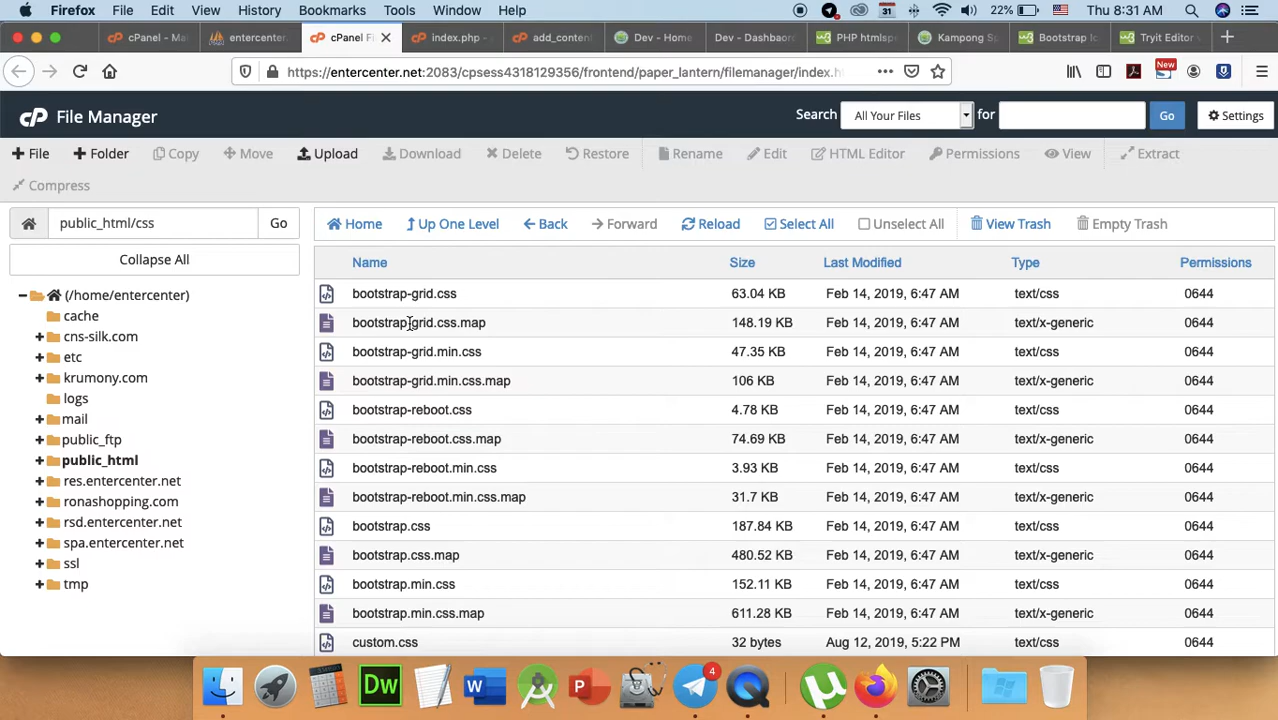 Firefox File Edit View History Tools Window Help 31 22% Thu 8:31 AM
cPanel - Ma entercenter. cPanel Fi index.php - add_conten Dev - Home Dev - Dashbaor PHP htmlsp Kampong Sp Bootstrap Ic Tryit Editor
https://entercenter.net:2083/cpsess4318129356/frontend/paper_lantern/filemanager/index.h New
cP File Manager Search All Your Files for Go Settings
File Folder Copy Move Upload Download Delete Restore Rename Edit HTML Editor Permissions View Extract
Compress
public_html/css Go Home Up One Level Back Forward Reload Select All Unselect All View Trash Empty Trash
Collapse All
Name Size Last Modified Type Permissions
(/home/entercenter)
cache
cns-silk.com
etc
krumony.com
logs
mail
public_ftp
public_html
res.entercenter.net
ronashopping.com
rsd.entercenter.net
spa.entercenter.net
ssl
tmp
bootstrap-grid.css 63.04 KB Feb 14, 2019, 6:47 AM text/css 0644
bootstrap-grid.css.map 148.19 KB Feb 14, 2019, 6:47 AM text/x-generic 0644
bootstrap-grid.min.css 47.35 KB Feb 14, 2019, 6:47 AM text/css 0644
bootstrap-grid.min.css.map 106 KB Feb 14, 2019, 6:47 AM text/x-generic 0644
bootstrap-reboot.css 4.78 KB Feb 14, 2019, 6:47 AM text/css 0644
bootstrap-reboot.css.map 74.69 KB Feb 14, 2019, 6:47 AM text/x-generic 0644
bootstrap-reboot.min.css 3.93 KB Feb 14, 2019, 6:47 AM text/css 0644
bootstrap-reboot.min.css.map 31.7 KB Feb 14, 2019, 6:47 AM text/x-generic 0644
bootstrap.css 187.84 KB Feb 14, 2019, 6:47 AM text/css 0644
bootstrap.css.map 480.52 KB Feb 14, 2019, 6:47 AM text/x-generic 0644
bootstrap.min.css 152.11 KB Feb 14, 2019, 6:47 AM text/css 0644
bootstrap.min.css.map 611.28 KB Feb 14, 2019, 6:47 AM text/x-generic 0644
custom.css 32 bytes Aug 12, 2019, 5:22 PM text/css 0644
Dw W P 4